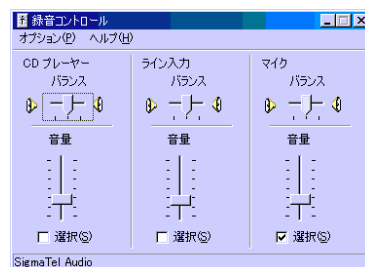 録音コントロール
オプション(P) ヘルプ(H)
CD プレーヤー
バランス
音量
選択(S)
ライン入力
バランス
音量
選択(S)
マイク
バランス
音量
選択(S)
SigmaTel Audio